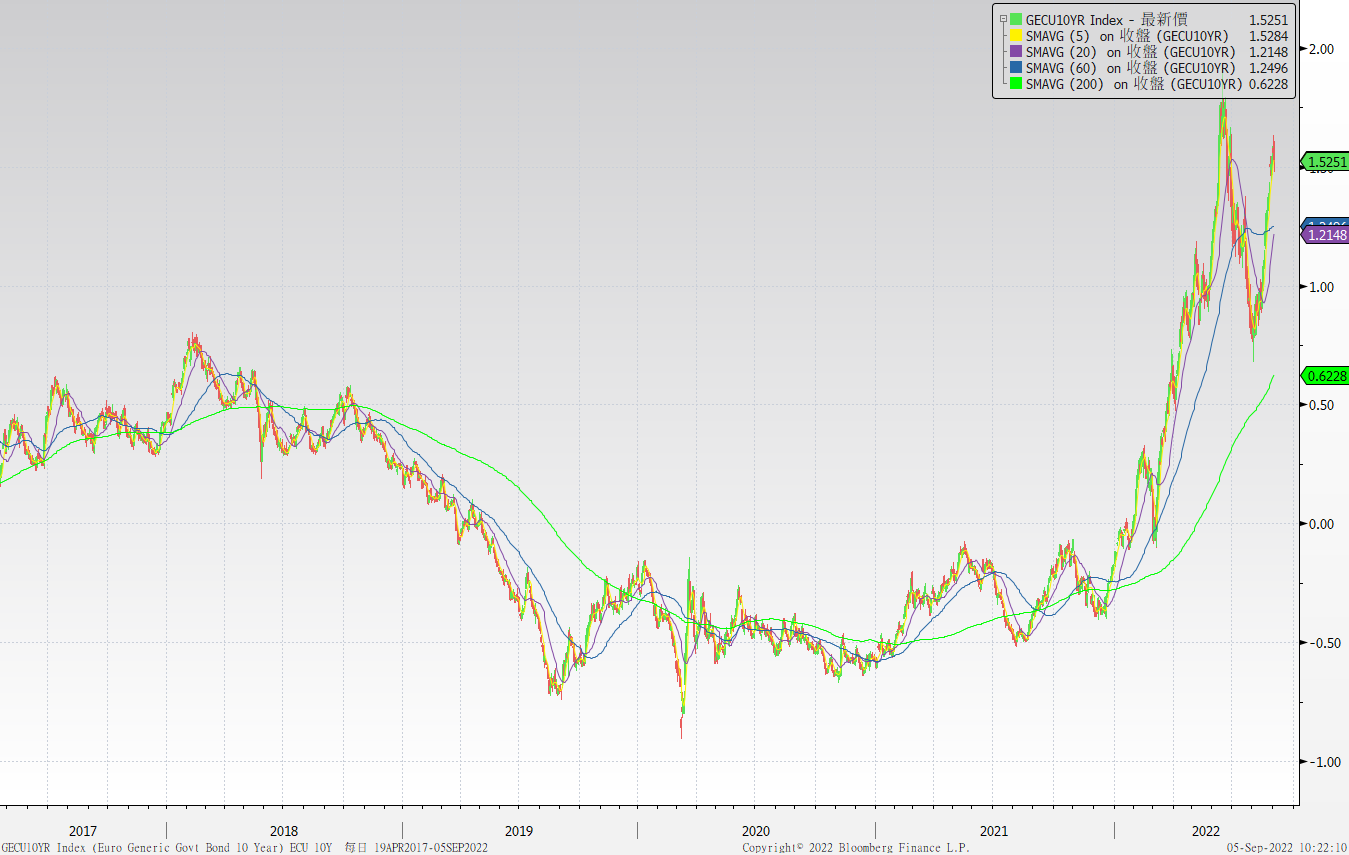 GECU10YR Index - 最新價 1.5251
SMAVG (5) on 收盤 (GECU10YR) 1.5284
SMAVG (20) on 收盤 (GECU10YR) 1.2148
SMAVG (60) on 收盤 (GECU10YR) 1.2496
SMAVG (200) on 收盤 (GECU10YR) 0.6228
2.00
1.5251
1.2496
1.2148
1.00
0.6228
0.50
0.00
-0.50
-1.00
2017 2018 2019 2020 2021 2022
GECU10YR Index (Euro Generic Govt Bond 10 Year) ECU 10Y 每日 19APR2017-05SEP2022 Copyright© 2022 Bloomberg Finance L.P. 05-Sep-2022 10:22:10